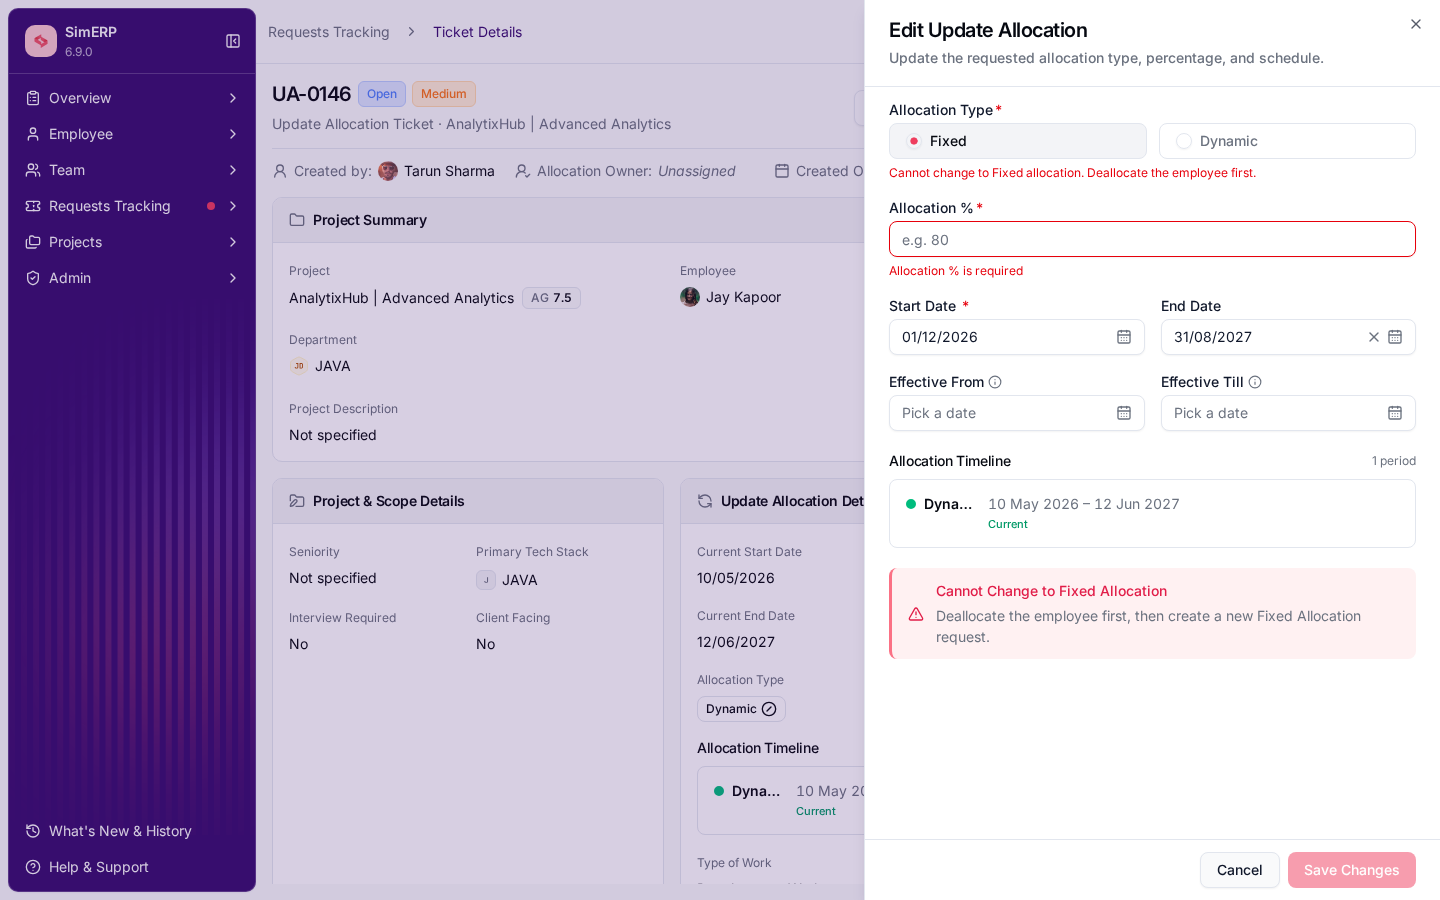 SimERP
6.9.0
Overview
Employee
Team
Requests Tracking
Projects
Admin
What's New & History
Help & Support
Requests Tracking
Ticket Details
UA-0146 Open Medium
Update Allocation Ticket · AnalytixHub | Advanced Analytics
Created by: Tarun Sharma Allocation Owner: Unassigned Created O
Project Summary
Project Employee
AnalytixHub | Advanced Analytics AG 7.5 Jay Kapoor
Department
JD JAVA
Project Description
Not specified
Project & Scope Details
Seniority Primary Tech Stack
Not specified J JAVA
Interview Required Client Facing
No No
Update Allocation Det
Current Start Date
10/05/2026
Current End Date
12/06/2027
Allocation Type
Dynamic
Allocation Timeline
Dyna... 10 May 20
Current
Type of Work
Edit Update Allocation
Update the requested allocation type, percentage, and schedule.
Allocation Type *
Fixed Dynamic
Cannot change to Fixed allocation. Deallocate the employee first.
Allocation % *
e.g. 80
Allocation % is required
Start Date * End Date
01/12/2026 31/08/2027
Effective From Effective Till
Pick a date Pick a date
Allocation Timeline 1 period
Dyna... 10 May 2026 – 12 Jun 2027
Current
Cannot Change to Fixed Allocation
Deallocate the employee first, then create a new Fixed Allocation
request.
Cancel Save Changes